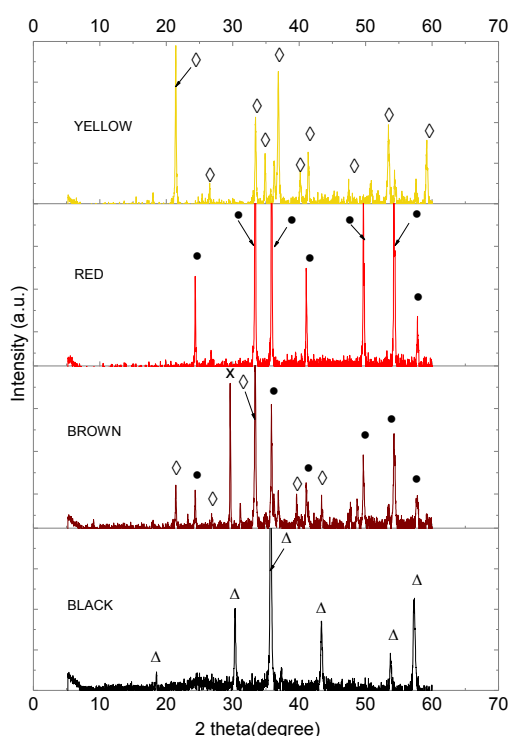 0 10 20 30 40 50 60 70
◊ ◊
YELLOW ◊ ◊ ◊ ◊ ◊
◊ ◊ ◊
● ● ● ●
RED ● ●
●
Intensity (a.u.)
x ◊ ●
BROWN ● ●
◊ ● ◊ ◊ ● ◊ ●
Δ
BLACK Δ Δ Δ
Δ Δ
0 10 20 30 40 50 60 70
2 theta(degree)